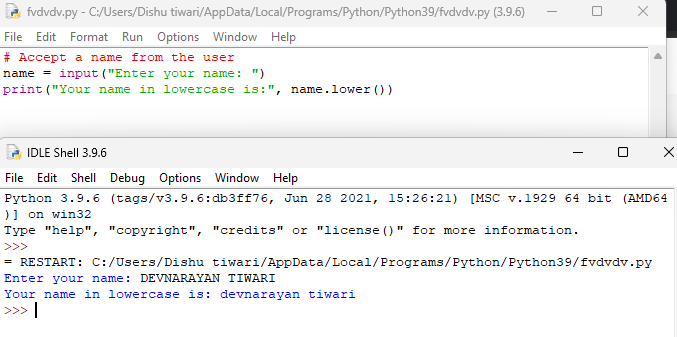 fvdvdv.py - C:/Users/Dishu tiwari/AppData/Local/Programs/Python/Python39/fvdvdv.py (3.9.6)
File Edit Format Run Options Window Help
# Accept a name from the user
name = input("Enter your name: ")
print("Your name in lowercase is:", name.lower())
IDLE Shell 3.9.6
File Edit Shell Debug Options Window Help
Python 3.9.6 (tags/v3.9.6:db3ff76, Jun 28 2021, 15:26:21) [MSC v.1929 64 bit (AMD64
)] on win32
Type "help", "copyright", "credits" or "license()" for more information.
>>>
= RESTART: C:/Users/Dishu tiwari/AppData/Local/Programs/Python/Python39/fvdvdv.py
Enter your name: DEVNARAYAN TIWARI
Your name in lowercase is: devnarayan tiwari
>>>